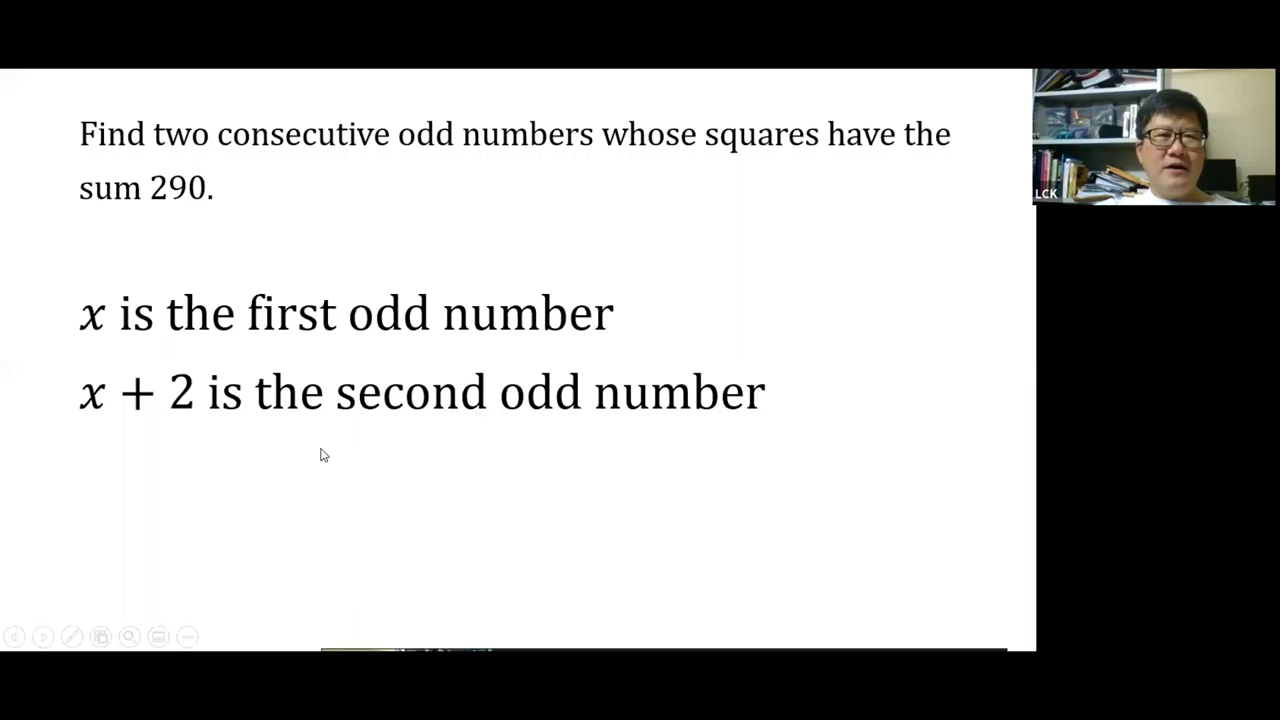 Find two consecutive odd numbers whose squares have the
sum 290.
x is the first odd number
x + 2 is the second odd number
LCK